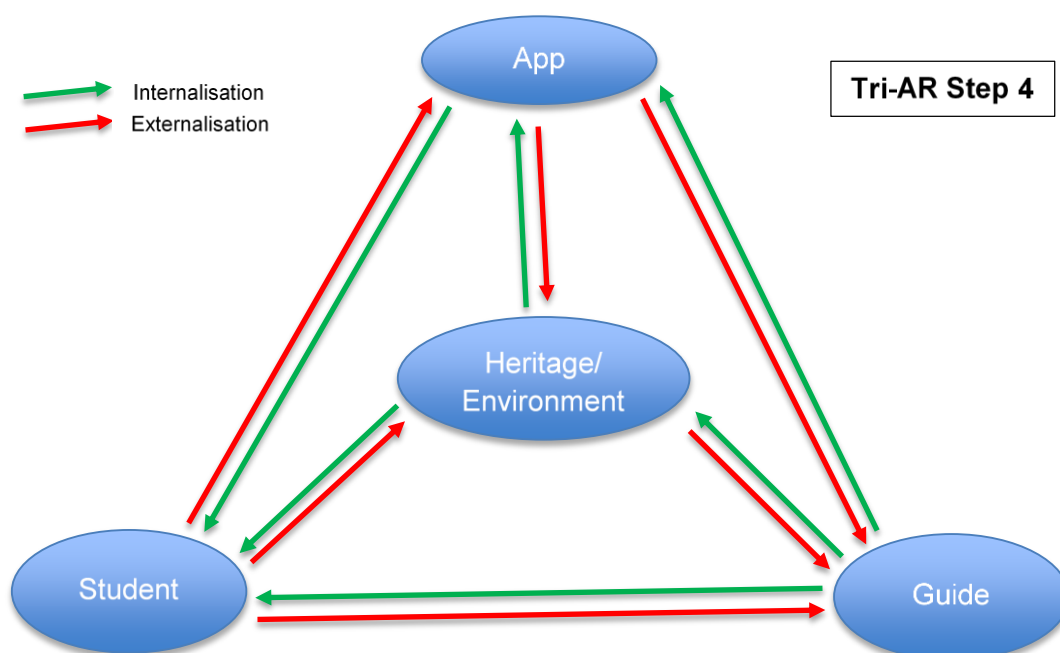 App
Tri-AR Step 4
Internalisation
Externalisation
Heritage/
Environment
Student
Guide